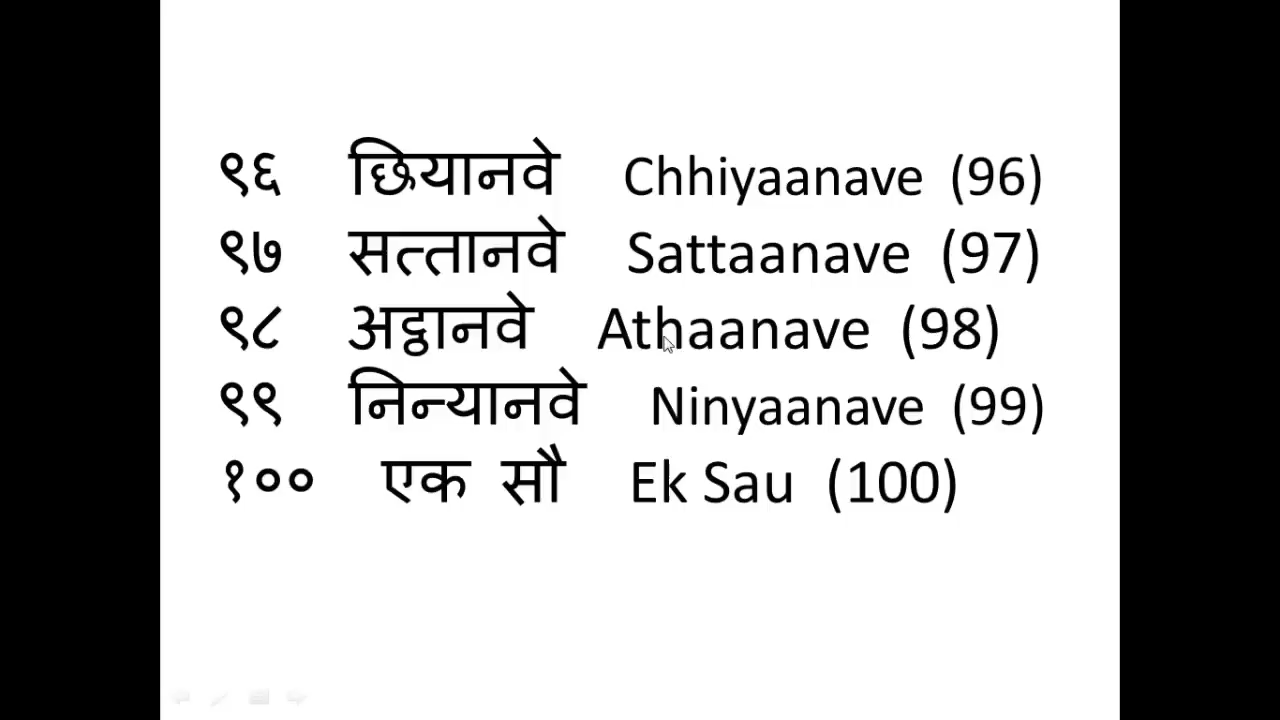 ९६ छियानवे Chhiyaanave (96)
९७ सत्तानवे Sattaanave (97)
९८ अट्ठानवे Athaanave (98)
९९ निन्यानवे Ninyaanave (99)
१०० एक सौ Ek Sau (100)